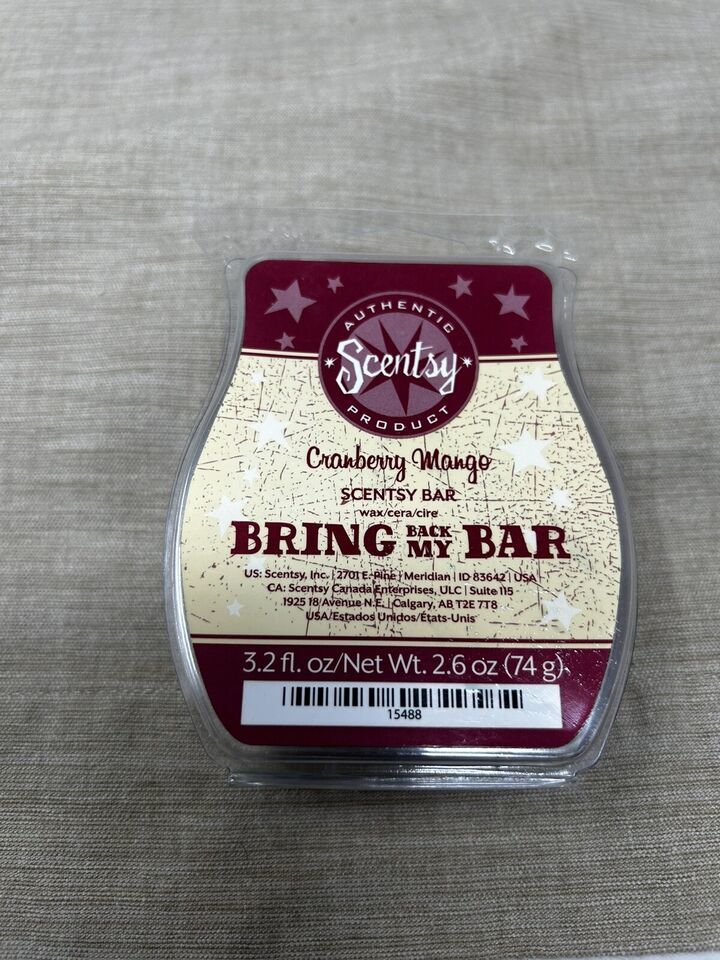 AUTHENTIC
Scentsy
PRODUCT
Cranberry Mango
SCENTSY BAR
wax/cera/cire
BRING BACK MY BAR
US: Scentsy, Inc. | 2701 E. Pine | Meridian | ID 83642 | USA
CA: Scentsy Canada Enterprises, ULC | Suite 115
1925 18 Avenue N.E. | Calgary, AB T2E 7T8
USA/Estados Unidos/États-Unis
3.2 fl. oz/Net Wt. 2.6 oz (74 g)
15488